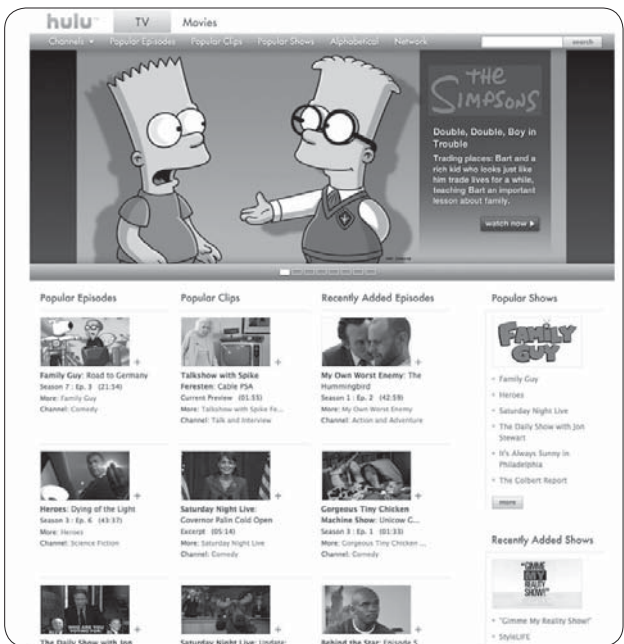 hulu™
TV
Movies
Channels ▾ Popular Episodes Popular Clips Popular Shows Alphabetical Network
search
THE
SIMPSONS
Double, Double, Boy in
Trouble
Trading places: Bart and a
rich kid who looks just like
him trade lives for a while,
teaching Bart an important
lesson about family.
watch now ▶
Popular Episodes
Family Guy: Road to Germany
Season 7 : Ep. 3 (21:54)
More: Family Guy
Channel: Comedy
Heroes: Dying of the Light
Season 3 : Ep. 6 (43:37)
More: Heroes
Channel: Science Fiction
WHO ARE YOU
VOTING FOR?
The Daily Show with Jon
Popular Clips
Talkshow with Spike
Feresten: Cable PSA
Current Preview (01:55)
More: Talkshow with Spike Fe...
Channel: Talk and Interview
Saturday Night Live:
Governor Palin Cold Open
Excerpt (05:14)
More: Saturday Night Live
Channel: Comedy
Saturday Night Live: Update:
Recently Added Episodes
My Own Worst Enemy: The
Hummingbird
Season 1 : Ep. 2 (42:59)
More: My Own Worst Enemy
Channel: Action and Adventure
Gorgeous Tiny Chicken
Machine Show: Unicow G...
Season 3 : Ep. 1 (01:33)
More: Gorgeous Tiny Chicken ...
Channel: Comedy
Behind the Star: Episode 5
Popular Shows
FAMILY
GUY
Family Guy
Heroes
Saturday Night Live
The Daily Show with Jon
Stewart
It's Always Sunny in
Philadelphia
The Colbert Report
more
Recently Added Shows
"GIMME
MY
REALITY
SHOW!"
"Gimme My Reality Show!"
StyleLIFE